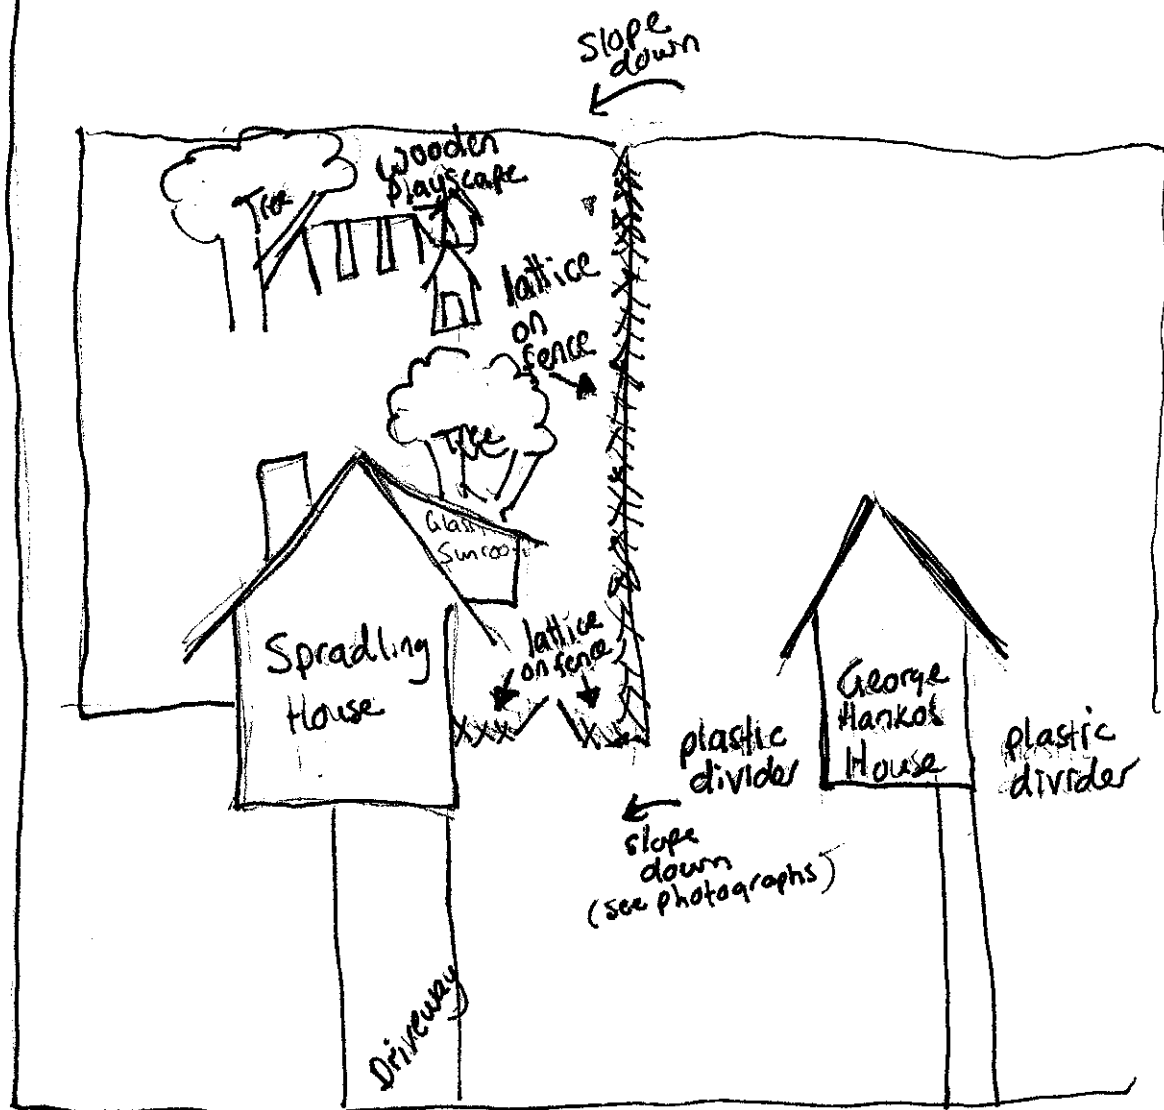 Slope
down
wooden
playscape
Tree
lattice
on
fence
Tree
Glass
Sunroom
Spradling
House
lattice
on fence
George
Hankos
House
plastic
divider
plastic
divider
slope
down
(see photographs)
Driveway